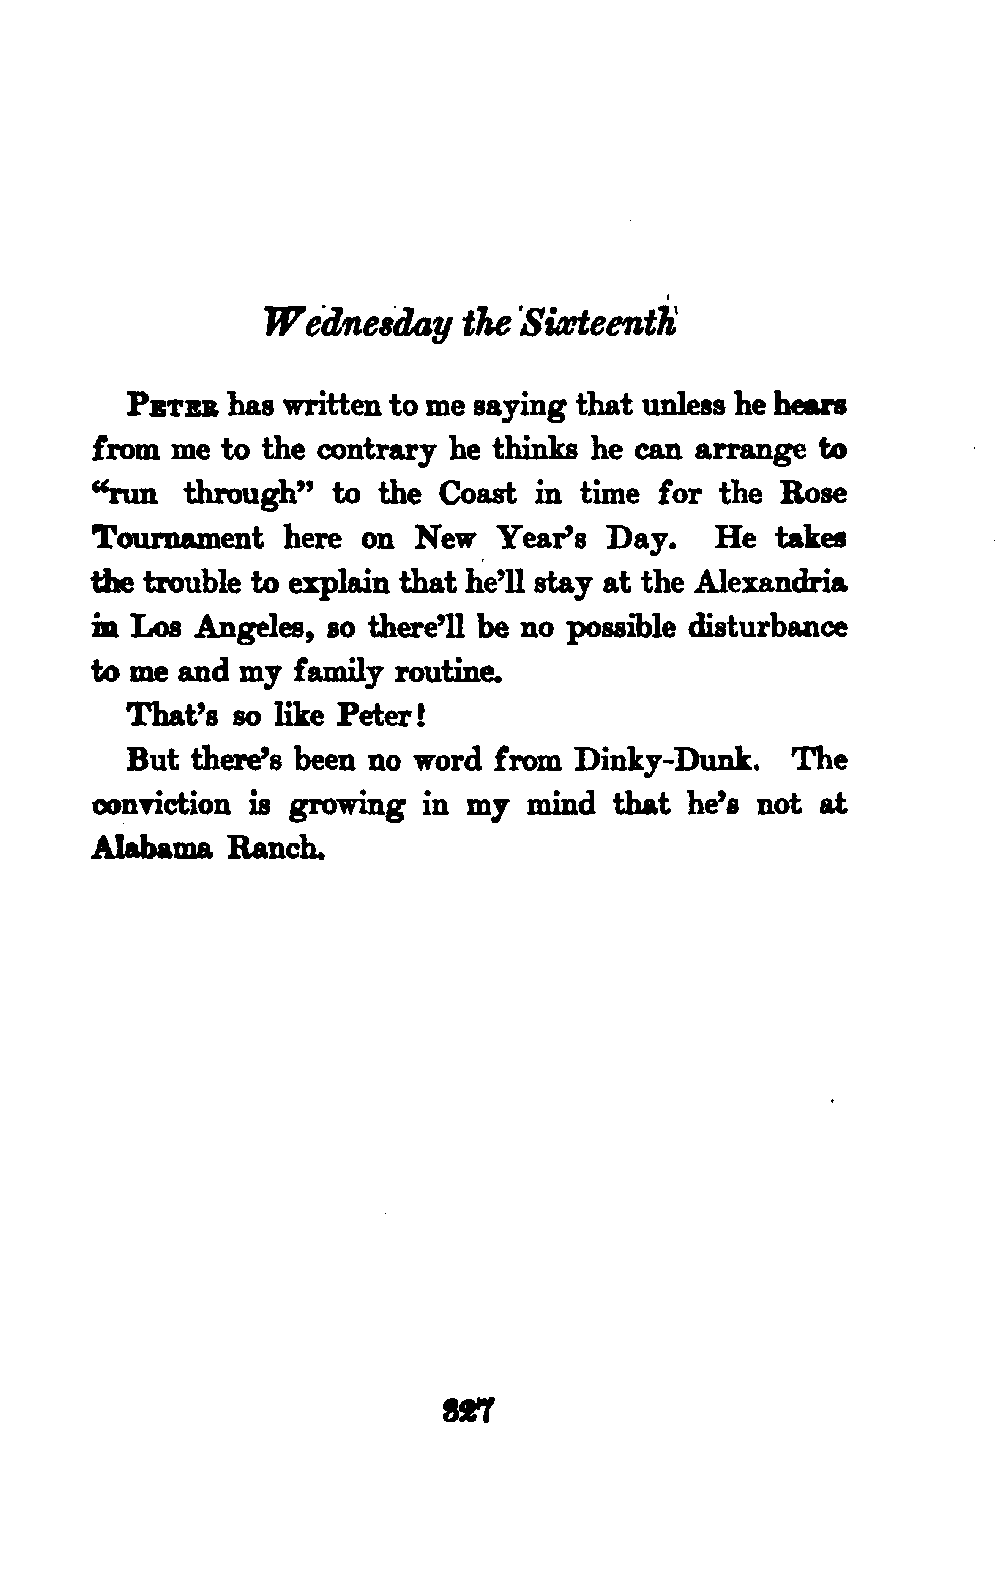 Wednesday the Sixteenth
PETER has written to me saying that unless he hears
from me to the contrary he thinks he can arrange to
“run through” to the Coast in time for the Rose
Tournament here on New Year’s Day. He takes
the trouble to explain that he’ll stay at the Alexandria
in Los Angeles, so there’ll be no possible disturbance
to me and my family routine.
That’s so like Peter!
But there’s been no word from Dinky-Dunk. The
conviction is growing in my mind that he’s not at
Alabama Ranch.
327